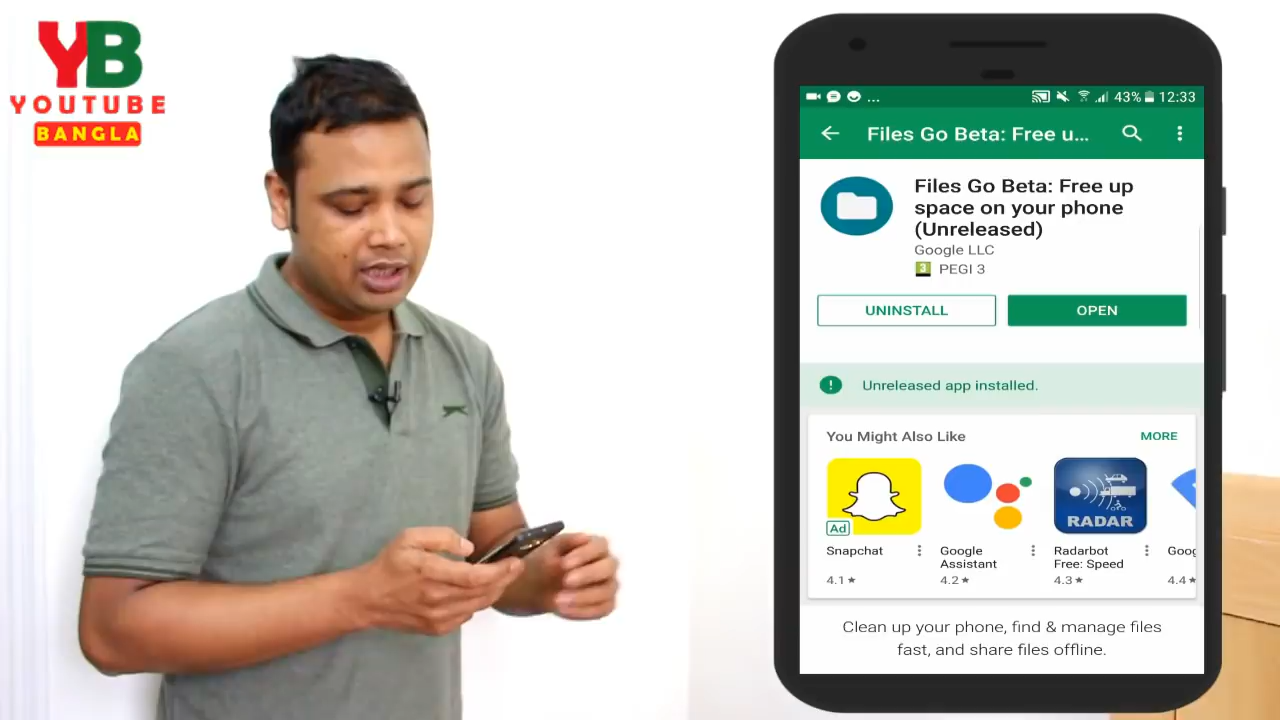 YB
YOUTUBE
BANGLA
... 43% 12:33
Files Go Beta: Free u...
Files Go Beta: Free up
space on your phone
(Unreleased)
Google LLC
3 PEGI 3
UNINSTALL OPEN
! Unreleased app installed.
You Might Also Like MORE
Ad
RADAR
Snapchat Google Assistant Radarbot Free: Speed Goog
4.1 4.2 4.3 4.4
Clean up your phone, find & manage files
fast, and share files offline.